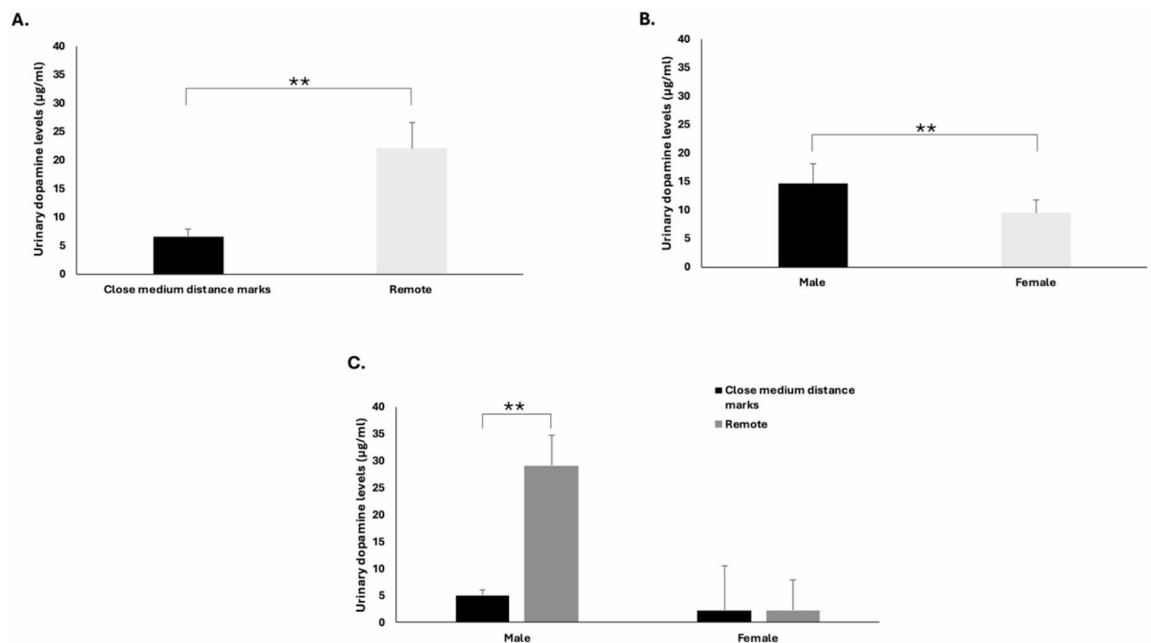 A.
Urinary dopamine levels (µg/ml)
40
35
30
25
20
15
10
5
0
**
Close medium distance marks
Remote
B.
Urinary dopamine levels (µg/ml)
40
35
30
25
20
15
10
5
0
**
Male
Female
C.
Close medium distance
marks
Remote
Urinary dopamine levels (µg/ml)
40
35
30
25
20
15
10
5
0
**
Male
Female